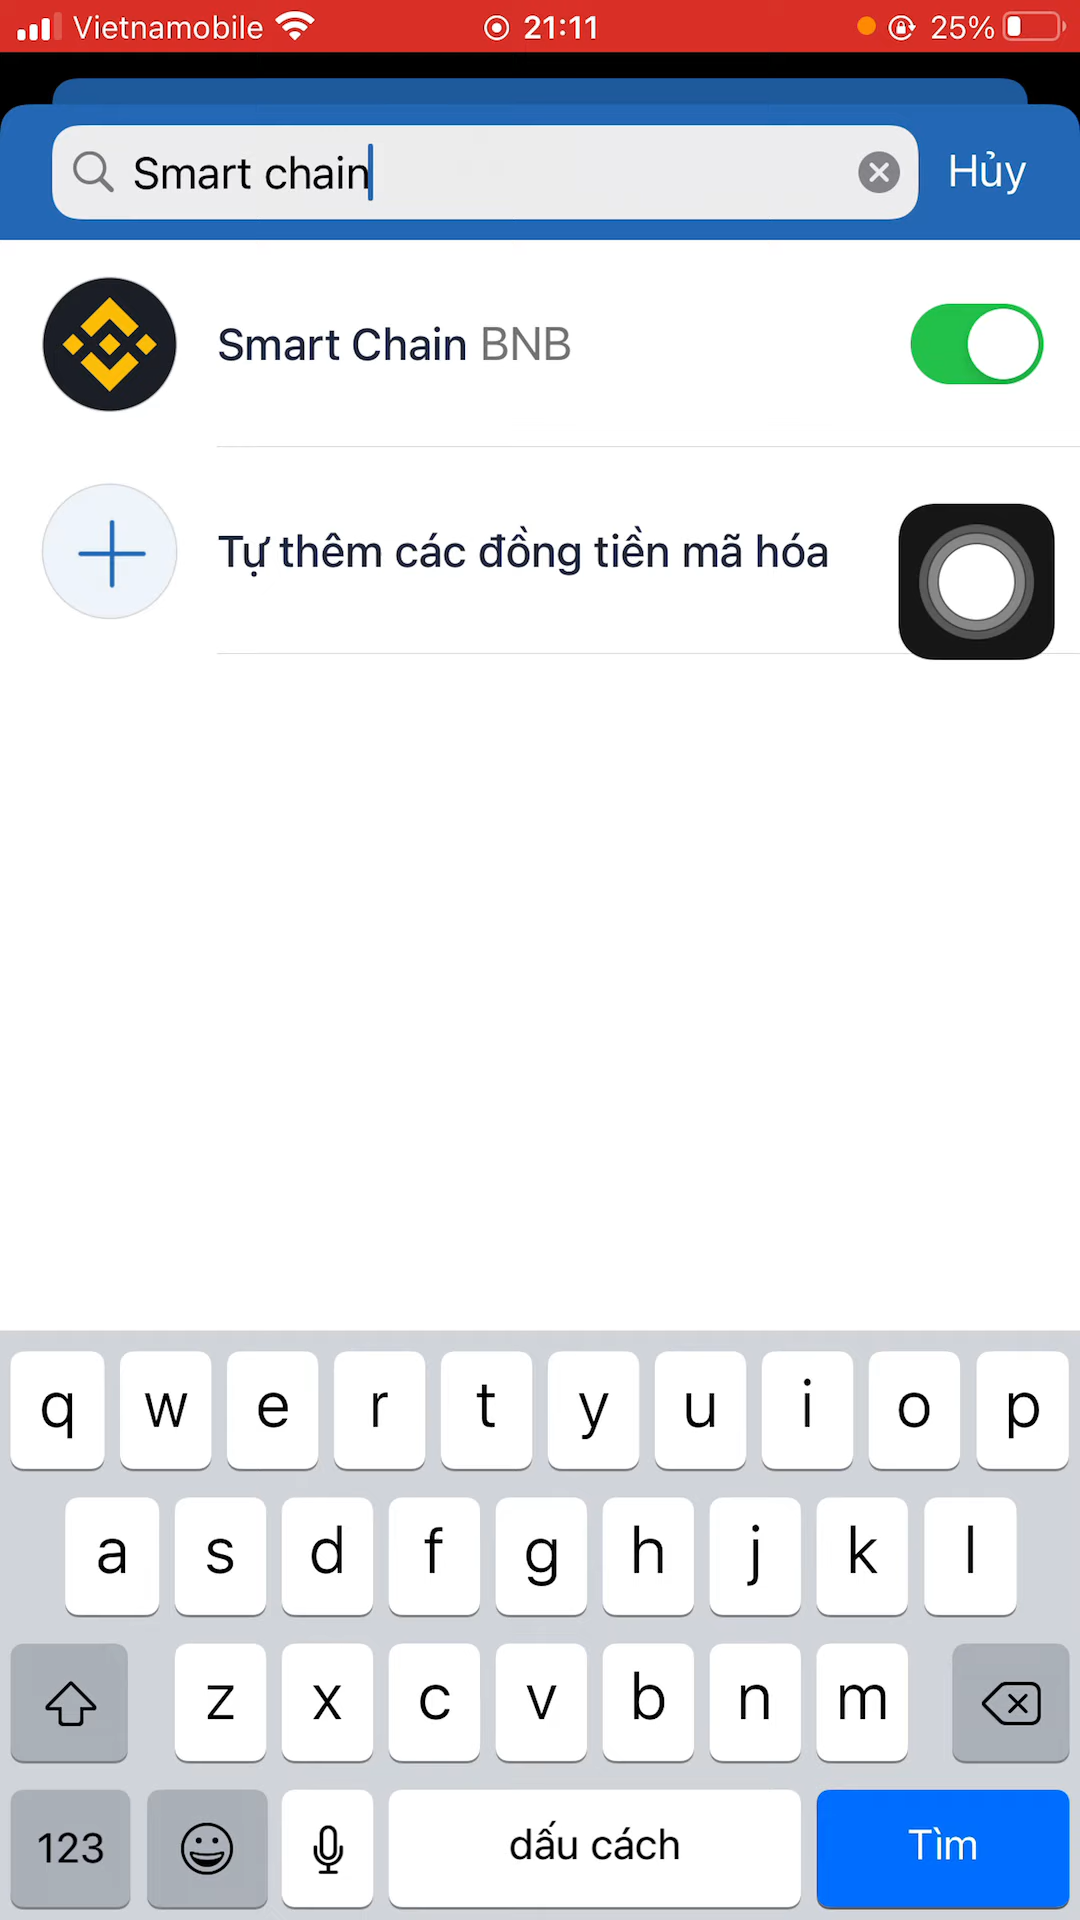 Vietnamobile 21:11 25%
Smart chain Hủy
Smart Chain BNB
Tự thêm các đồng tiền mã hóa
q w e r t y u i o p
a s d f g h j k l
z x c v b n m
123 dấu cách Tìm